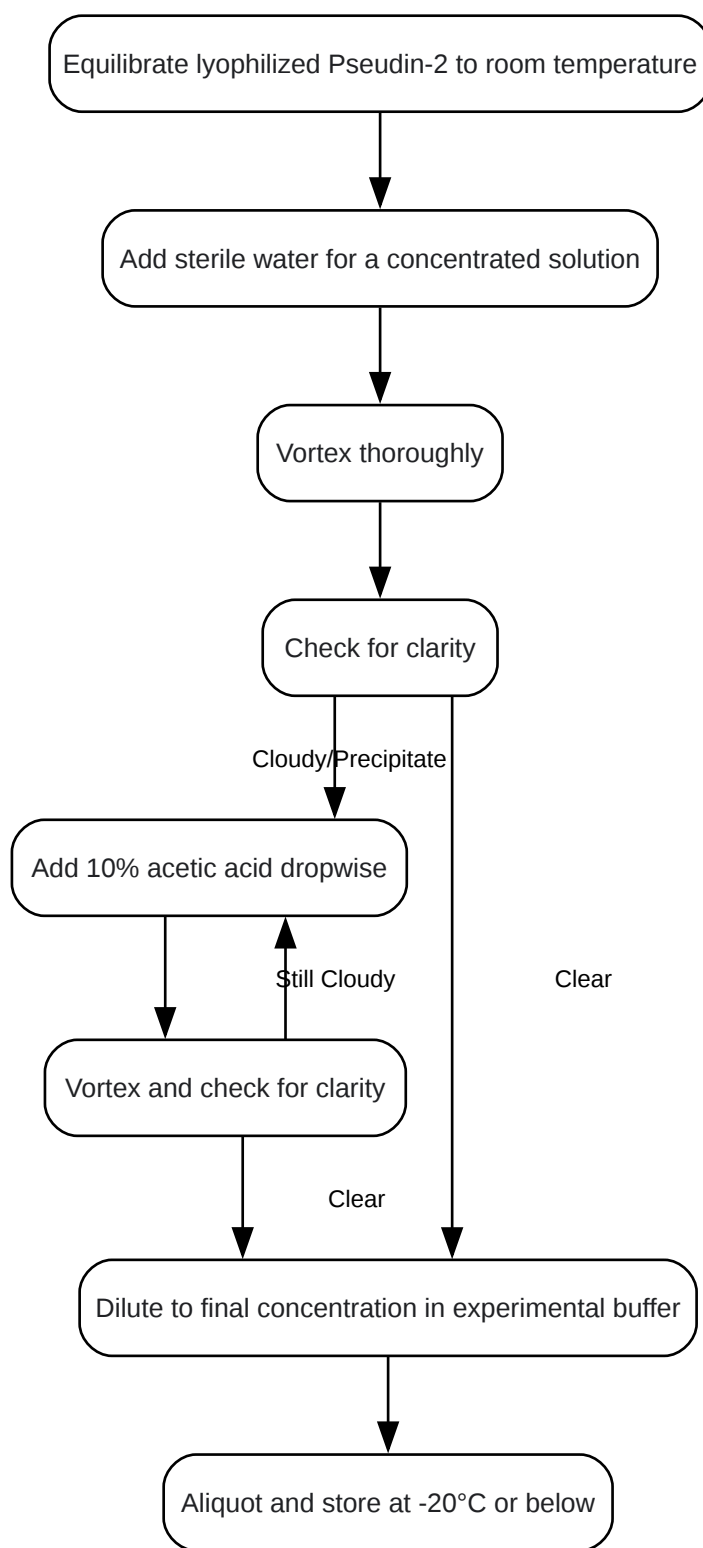 Equilibrate lyophilized Pseudin-2 to room temperature
Add sterile water for a concentrated solution
Vortex thoroughly
Check for clarity
Cloudy/Precipitate
Add 10% acetic acid dropwise
Still Cloudy
Clear
Vortex and check for clarity
Clear
Dilute to final concentration in experimental buffer
Aliquot and store at -20°C or below